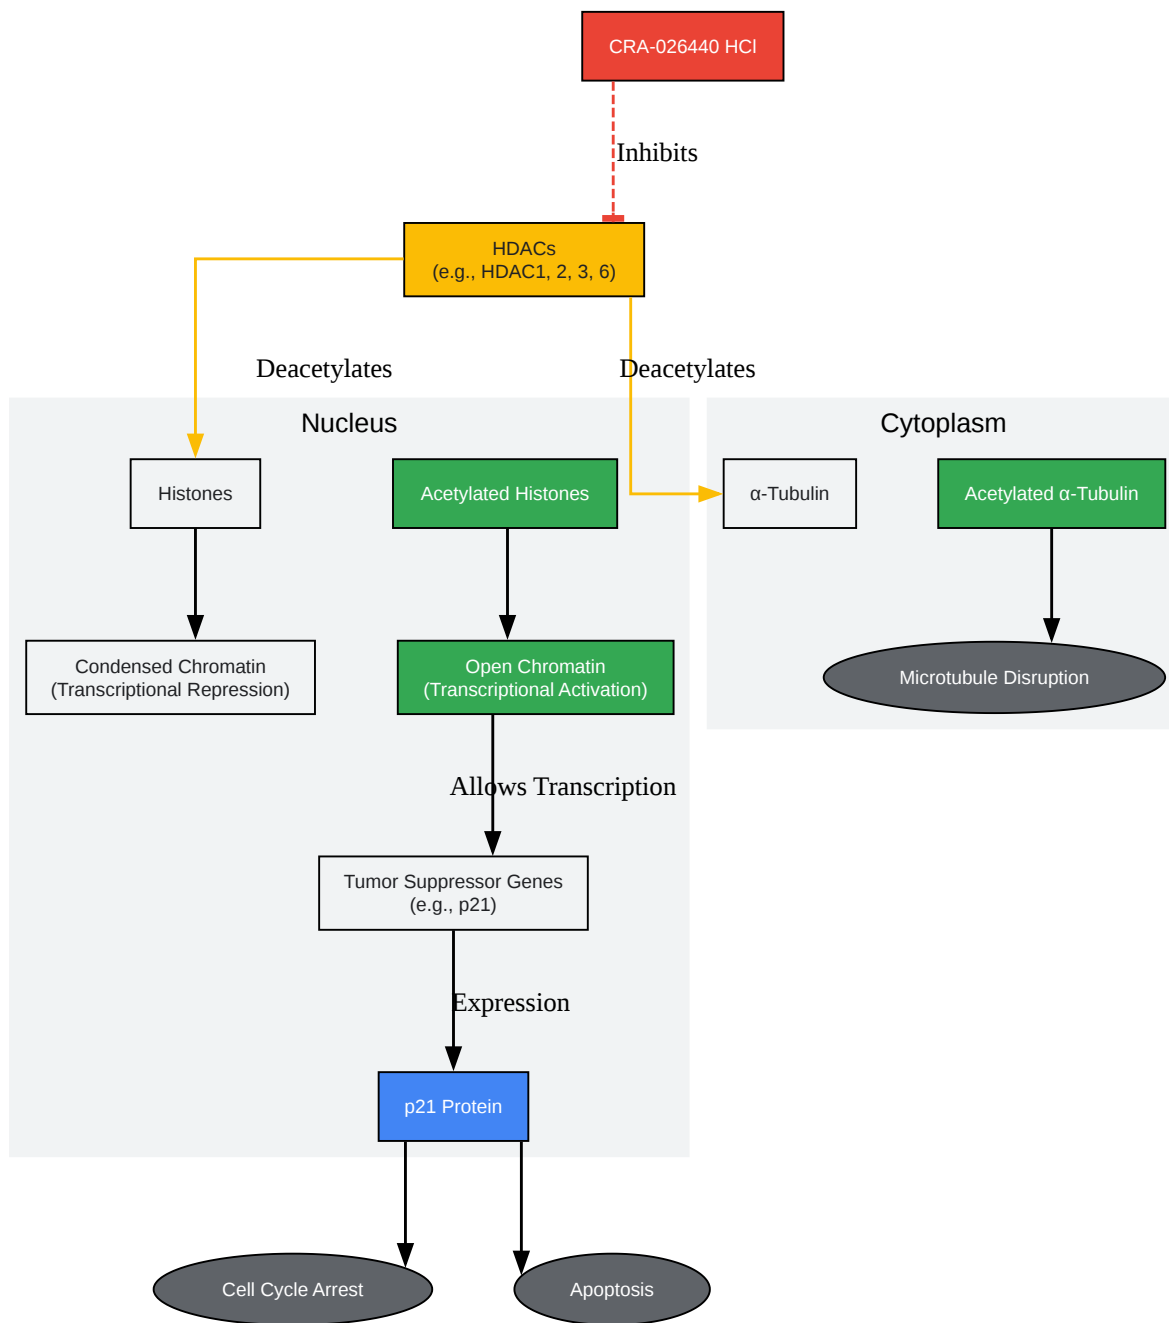 CRA-026440 HCl
Inhibits
HDACs
(e.g., HDAC1, 2, 3, 6)
Deacetylates
Deacetylates
Nucleus
Cytoplasm
Histones
Acetylated Histones
α-Tubulin
Acetylated α-Tubulin
Condensed Chromatin
(Transcriptional Repression)
Open Chromatin
(Transcriptional Activation)
Microtubule Disruption
Allows Transcription
Tumor Suppressor Genes
(e.g., p21)
Expression
p21 Protein
Cell Cycle Arrest
Apoptosis